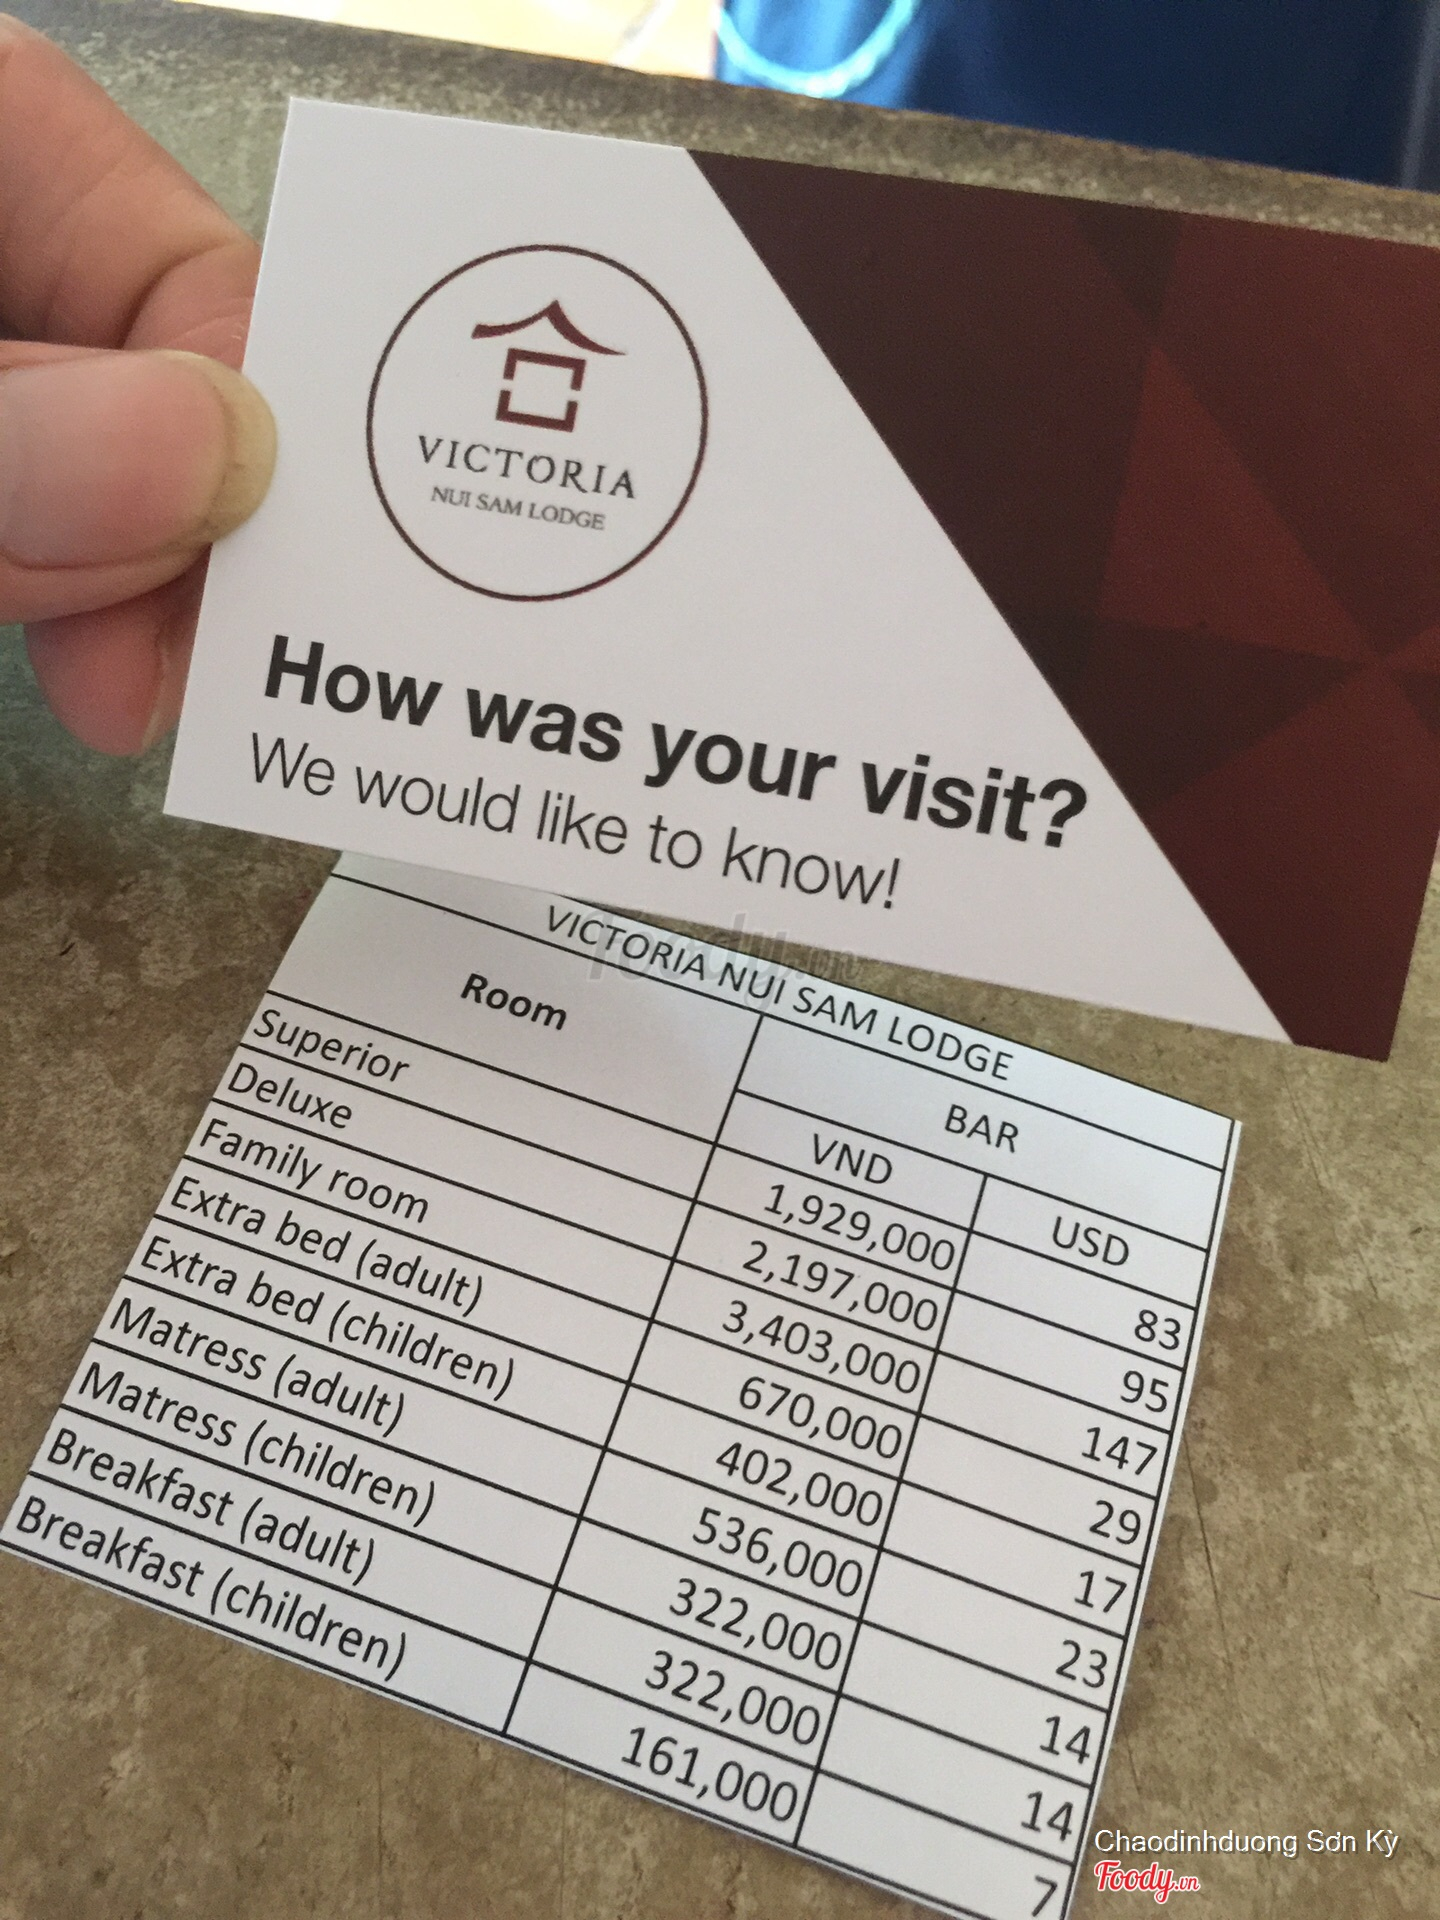 VICTORIA
NUI SAM LODGE
How was your visit?
We would like to know!
Foody.vn
VICTORIA NUI SAM LODGE
Room BAR
VND USD
Superior 1,929,000 83
Deluxe 2,197,000 95
Family room 3,403,000 147
Extra bed (adult) 670,000 29
Extra bed (children) 402,000 17
Matress (adult) 536,000 23
Matress (children) 322,000 14
Breakfast (adult) 322,000 14
Breakfast (children) 161,000 7
Chaodinhduong Sơn Kỳ
Foody.vn